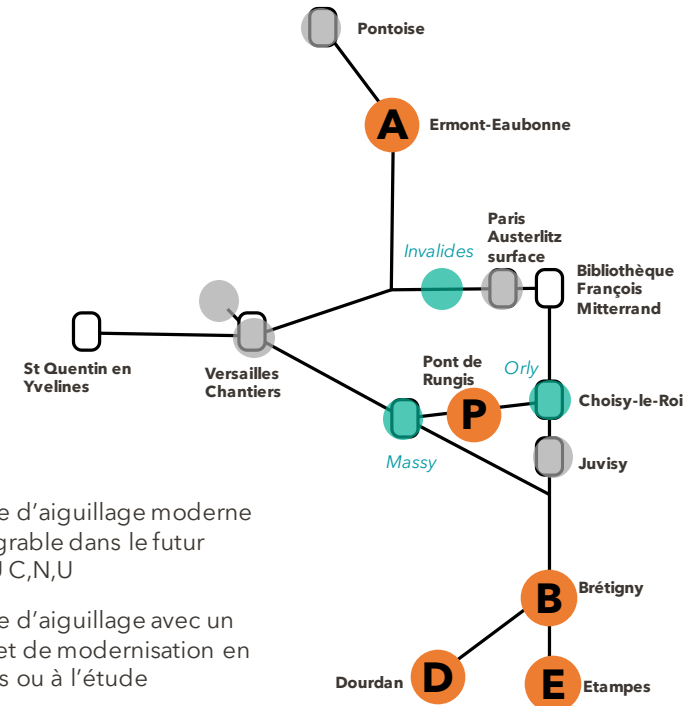 Pontoise
A
Ermont-Eaubonne
Paris
Austerlitz
surface
Invalides
Bibliothèque
François
Mitterrand
St Quentin en
Yvelines
Versailles
Chantiers
Pont de
Rungis
Orly
P
Choisy-le-Roi
Massy
Juvisy
e d'aiguillage moderne
grable dans le futur
C,N,U
e d'aiguillage avec un
et de modernisation en
s ou à l'étude
B
Brétigny
Dourdan
D
E
Etampes